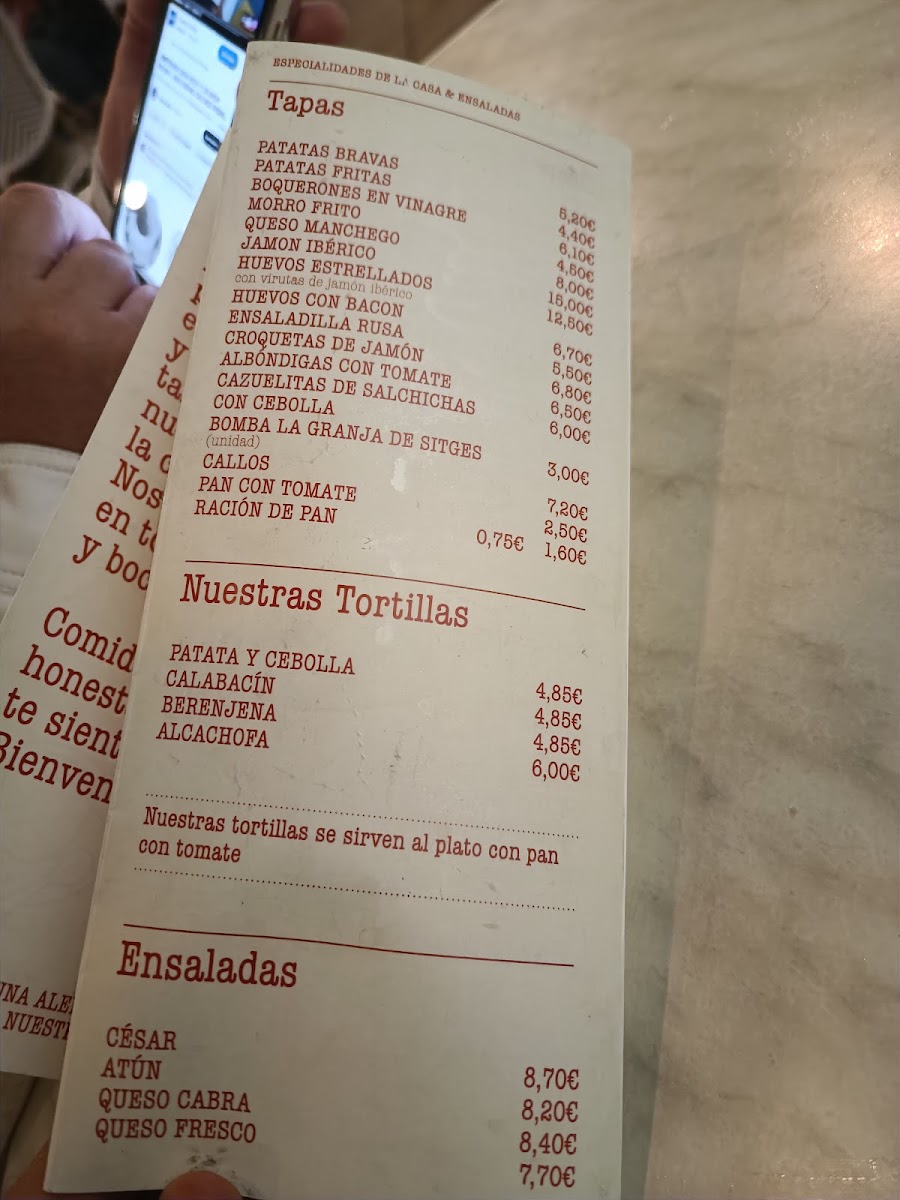 ESPECIALIDADES DE LA CASA & ENSALADAS
Tapas
PATATAS BRAVAS 5,20€
PATATAS FRITAS 4,40€
BOQUERONES EN VINAGRE 6,10€
MORRO FRITO 4,50€
QUESO MANCHEGO 8,00€
JAMON IBÉRICO 15,00€
HUEVOS ESTRELLADOS 12,50€
con virutas de jamón ibérico
HUEVOS CON BACON 6,70€
ENSALADILLA RUSA 5,50€
CROQUETAS DE JAMÓN 6,80€
ALBÓNDIGAS CON TOMATE 6,50€
CAZUELITAS DE SALCHICHAS 6,00€
CON CEBOLLA
BOMBA LA GRANJA DE SITGES 3,00€
(unidad)
CALLOS 7,20€
PAN CON TOMATE 2,50€
RACIÓN DE PAN 0,75€ 1,60€
Nuestras Tortillas
PATATA Y CEBOLLA 4,85€
CALABACÍN 4,85€
BERENJENA 4,85€
ALCACHOFA 6,00€
Nuestras tortillas se sirven al plato con pan
con tomate
Ensaladas
CÉSAR 8,70€
ATÚN 8,20€
QUESO CABRA 8,40€
QUESO FRESCO 7,70€
e
y
ta
nu
la c
Nos
en t
y boc
Comid
honest
te sient
Bienven
UNA ALE
NUEST